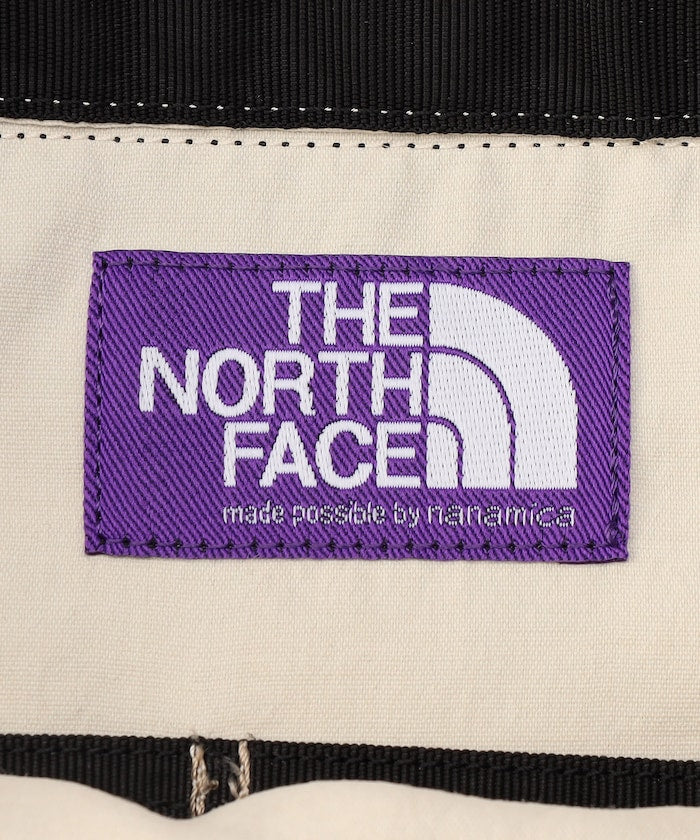 THE
NORTH
FACE
made possible by nanamica